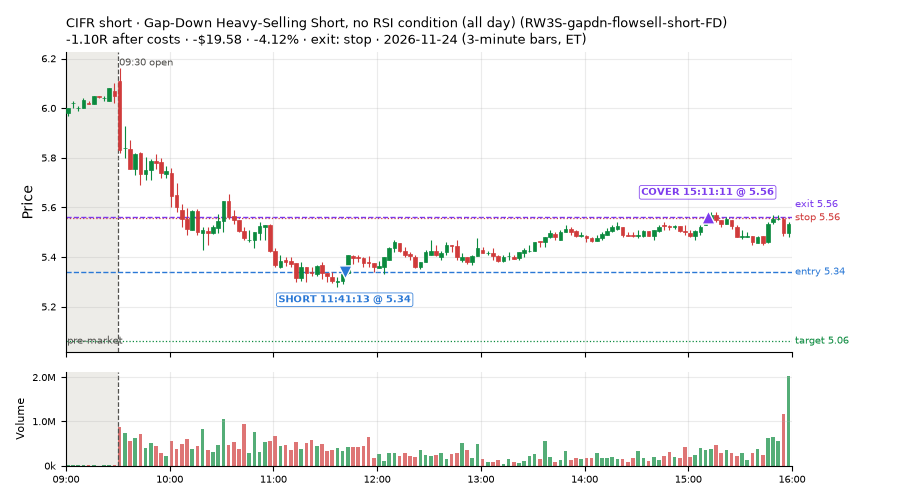 CIFR short · Gap-Down Heavy-Selling Short, no RSI condition (all day) (RW3S-gapdn-flowsell-short-FD)
-1.10R after costs · -$19.58 · -4.12% · exit: stop · 2026-11-24 (3-minute bars, ET)
09:30 open
COVER 15:11:11 @ 5.56
exit 5.56
stop 5.56
entry 5.34
SHORT 11:41:13 @ 5.34
pre-market
target 5.06
Price
6.2
6.0
5.8
5.6
5.4
5.2
Volume
2.0M
1.0M
0k
09:00 10:00 11:00 12:00 13:00 14:00 15:00 16:00